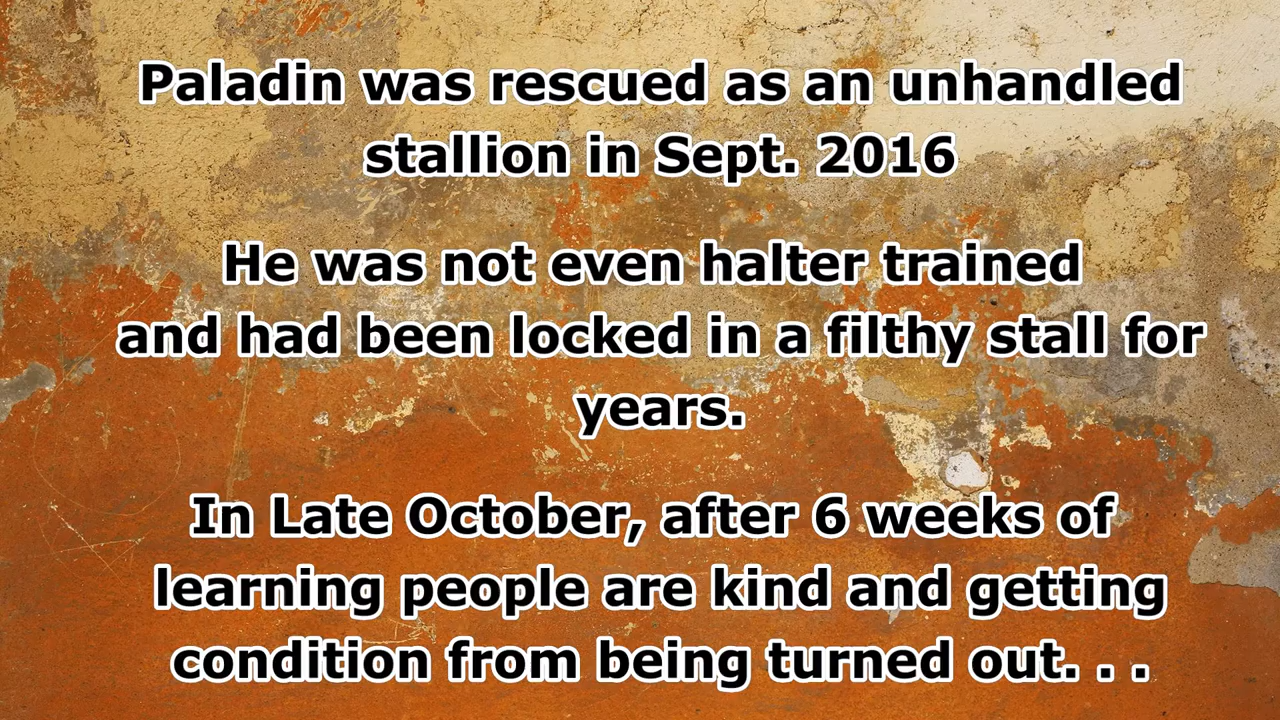 Paladin was rescued as an unhandled
stallion in Sept. 2016
He was not even halter trained
and had been locked in a filthy stall for
years.
In Late October, after 6 weeks of
learning people are kind and getting
condition from being turned out. . .